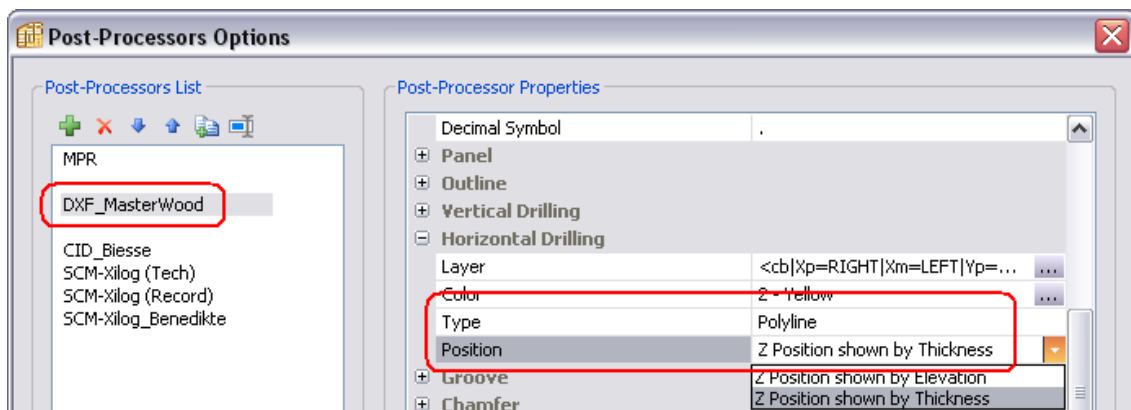 Post-Processors Options
Post-Processors List
MPR
DXF_MasterWood
CID_Biesse
SCM-Xilog (Tech)
SCM-Xilog (Record)
SCM-Xilog_Benedikte
Post-Processor Properties
Decimal Symbol .
Panel
Outline
Vertical Drilling
Horizontal Drilling
Layer <cb|Xp=RIGHT|Xm=LEFT|Yp=... ...
Color 2 - Yellow ...
Type Polyline
Position Z Position shown by Thickness
Groove Z Position shown by Elevation
Chamfer Z Position shown by Thickness